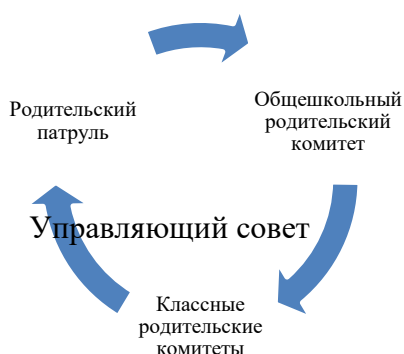 Родительский
патруль
Общешкольный
родительский
комитет
Управляющий совет
Классные
родительские
комитеты